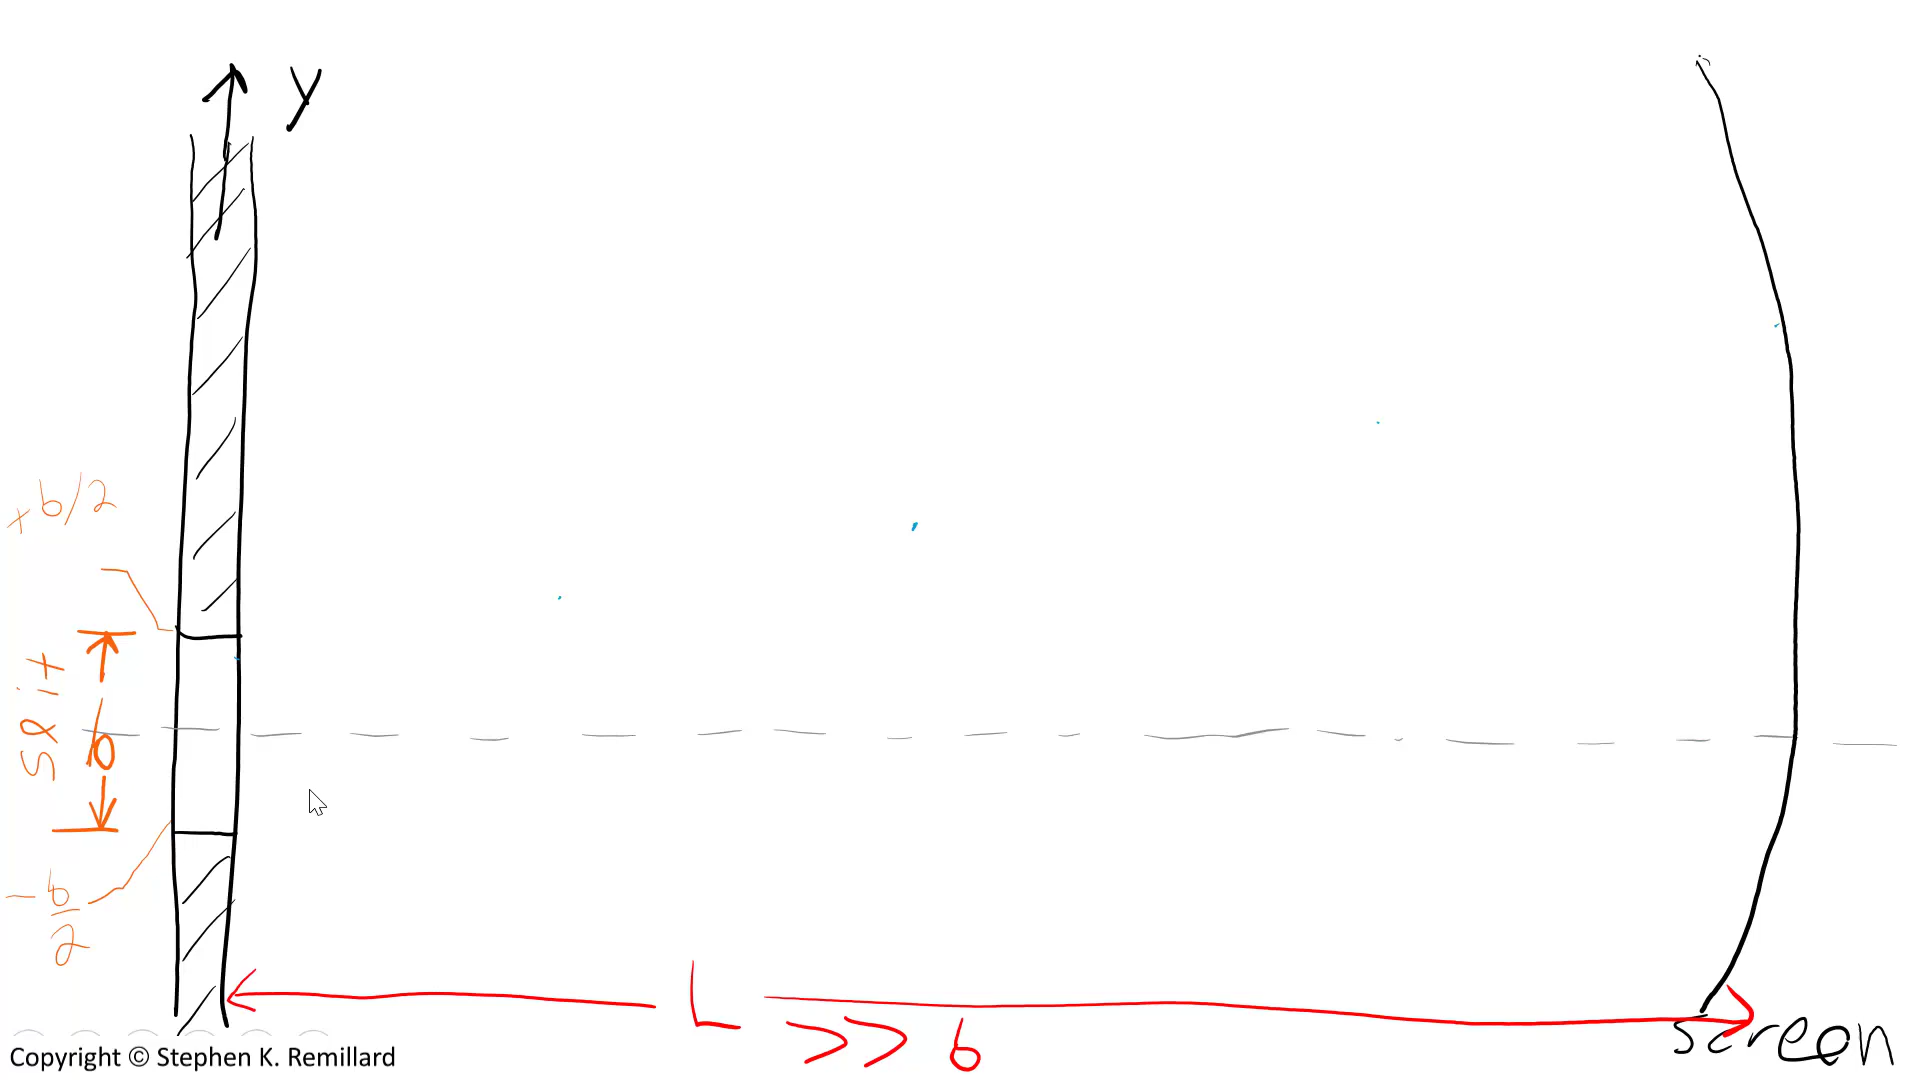 y
+b/2
slit
b
-b/2
L >>> b
screen
Copyright © Stephen K. Remillard